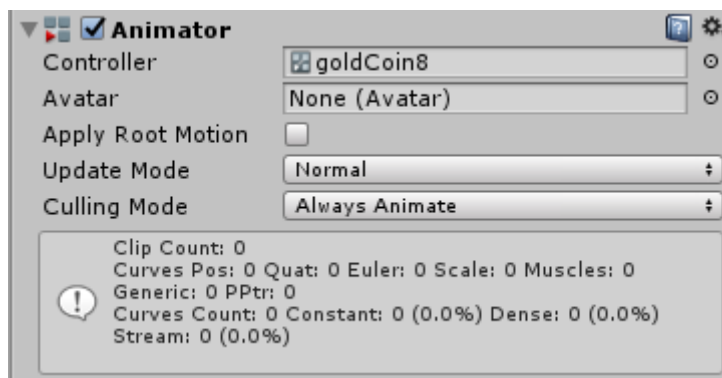 Animator
Controller goldCoin8
Avatar None (Avatar)
Apply Root Motion
Update Mode Normal
Culling Mode Always Animate
Clip Count: 0
Curves Pos: 0 Quat: 0 Euler: 0 Scale: 0 Muscles: 0
Generic: 0 PPtr: 0
Curves Count: 0 Constant: 0 (0.0%) Dense: 0 (0.0%)
Stream: 0 (0.0%)